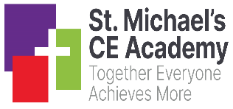 St. Michael's
CE Academy
Together Everyone
Achieves More